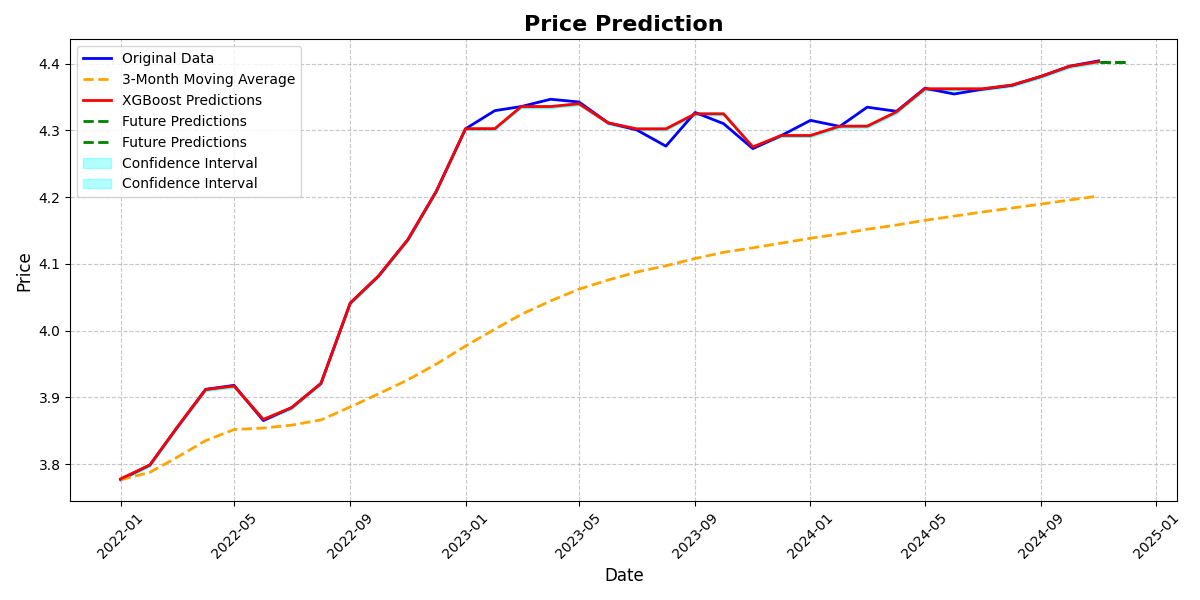 Price Prediction
Original Data
3-Month Moving Average
XGBoost Predictions
Future Predictions
Future Predictions
Confidence Interval
Confidence Interval
Price
4.4
4.3
4.2
4.1
4.0
3.9
3.8
2022-01
2022-05
2022-09
2023-01
2023-05
2023-09
2024-01
2024-05
2024-09
2025-01
Date